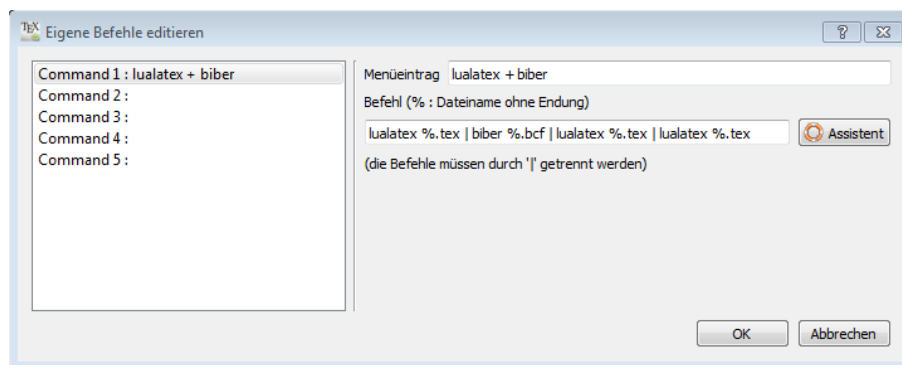 TEX Eigene Befehle editieren
Command 1 : lualatex + biber
Command 2 :
Command 3 :
Command 4 :
Command 5 :
Menüeintrag lualatex + biber
Befehl (% : Dateiname ohne Endung)
lualatex %.tex | biber %.bcf | lualatex %.tex | lualatex %.tex Assistent
(die Befehle müssen durch '|' getrennt werden)
OK Abbrechen